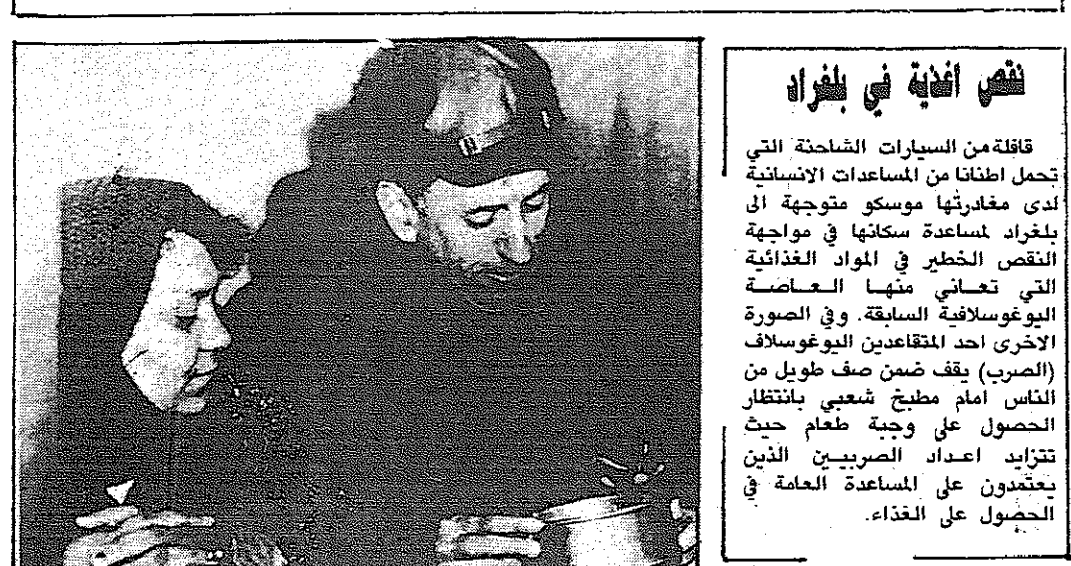 نقص اغذية في بلغراد
قافلة من السيارات الشاحنة التي
تحمل اطنانا من المساعدات الانسانية
لدى مغادرتها موسكو متوجهة الى
بلغراد لمساعدة سكانها في مواجهة
النقص الخطير في المواد الغذائية
التي تعاني منها العاصة
اليوغوسلافية السابقة. وفي الصورة
الاخرى احد المتقاعدين اليوغوسلاف
(الصرب) يقف ضمن صف طويل من
الناس امام مطبخ شعبي بانتظار
الحصول على وجبة طعام حيث
تتزايد اعداد الصربيين الذين
يعتمدون على المساعدة العامة في
الحصول على الغذاء.